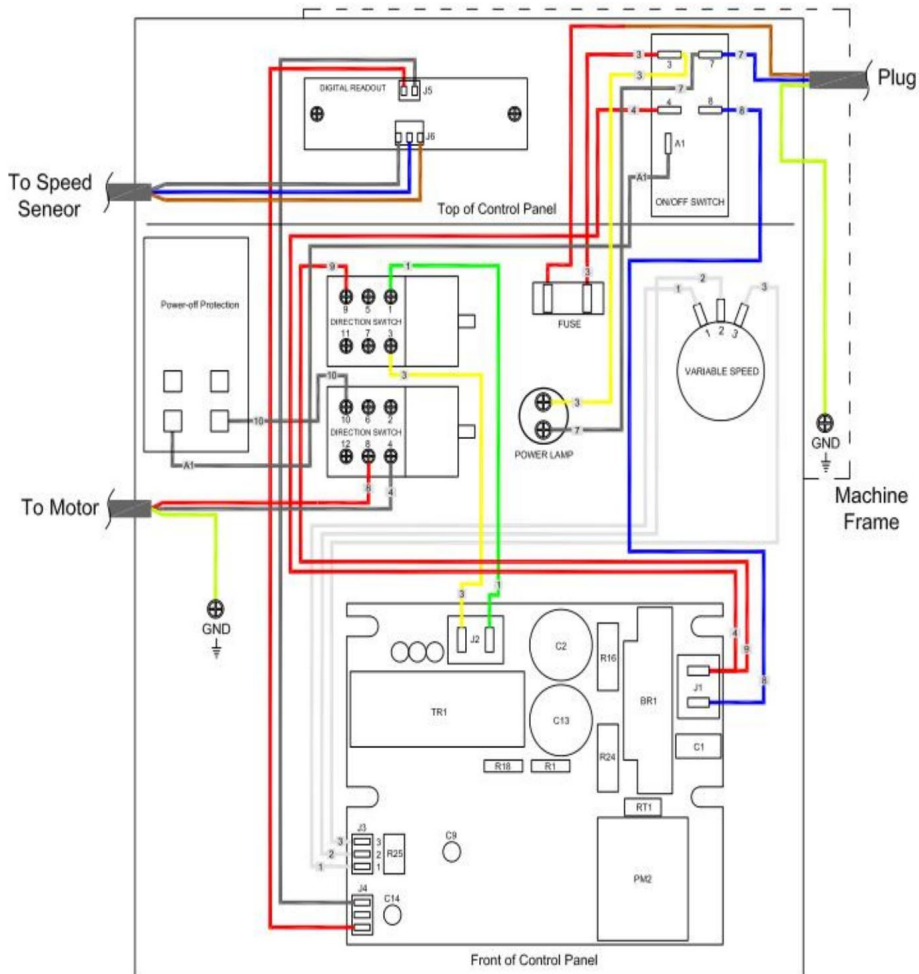 3
3
3
7
7
7
4
4
8
8
A1
A1
ON/OFF SWITCH
Plug
DIGITAL READOUT
J5
J6
To Speed
Seneor
Top of Control Panel
Power-off Protection
9
1
9
5
1
DIRECTION SWITCH
11
7
3
3
10
10
10
6
2
DIRECTION SWITCH
12
8
4
A1
8
4
3
FUSE
3
7
POWER LAMP
1
2
3
1
2
3
VARIABLE SPEED
GND
Machine
Frame
To Motor
GND
3
1
4
9
8
J2
C2
R16
BR1
J1
TR1
C13
R24
C1
R18
R1
RT1
J3
3
2
1
3
2
1
R25
C9
PM2
J4
C14
Front of Control Panel